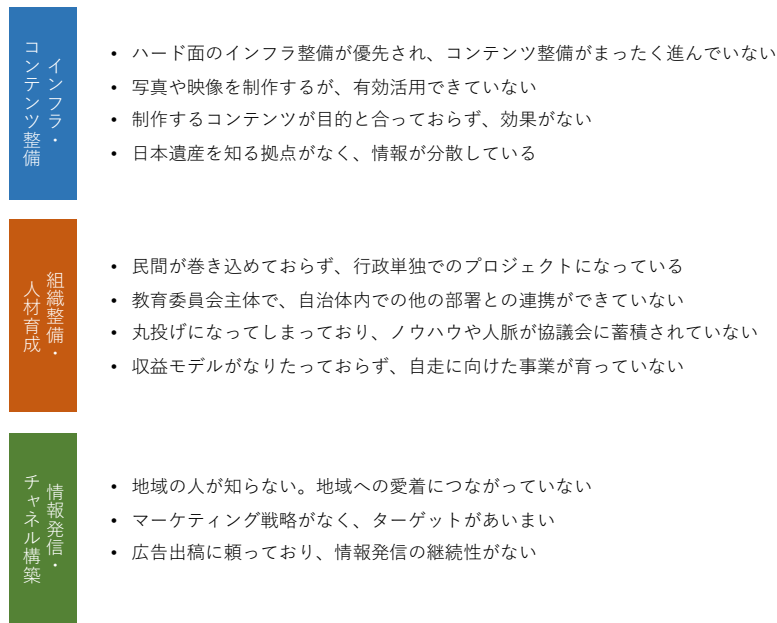 インフラ・
コンテンツ整備
• ハード面のインフラ整備が優先され、コンテンツ整備がまったく進んでいない
• 写真や映像を制作するが、有効活用できていない
• 制作するコンテンツが目的と合っておらず、効果がない
• 日本遺産を知る拠点がなく、情報が分散している
組織整備・
人材育成
• 民間が巻き込めておらず、行政単独でのプロジェクトになっている
• 教育委員会主体で、自治体内での他の部署との連携ができていない
• 丸投げになってしまっており、ノウハウや人脈が協議会に蓄積されていない
• 収益モデルがなりたっておらず、自走に向けた事業が育っていない
情報発信・
チャネル構築
• 地域の人が知らない。地域への愛着につながっていない
• マーケティング戦略がなく、ターゲットがあいまい
• 広告出稿に頼っており、情報発信の継続性がない